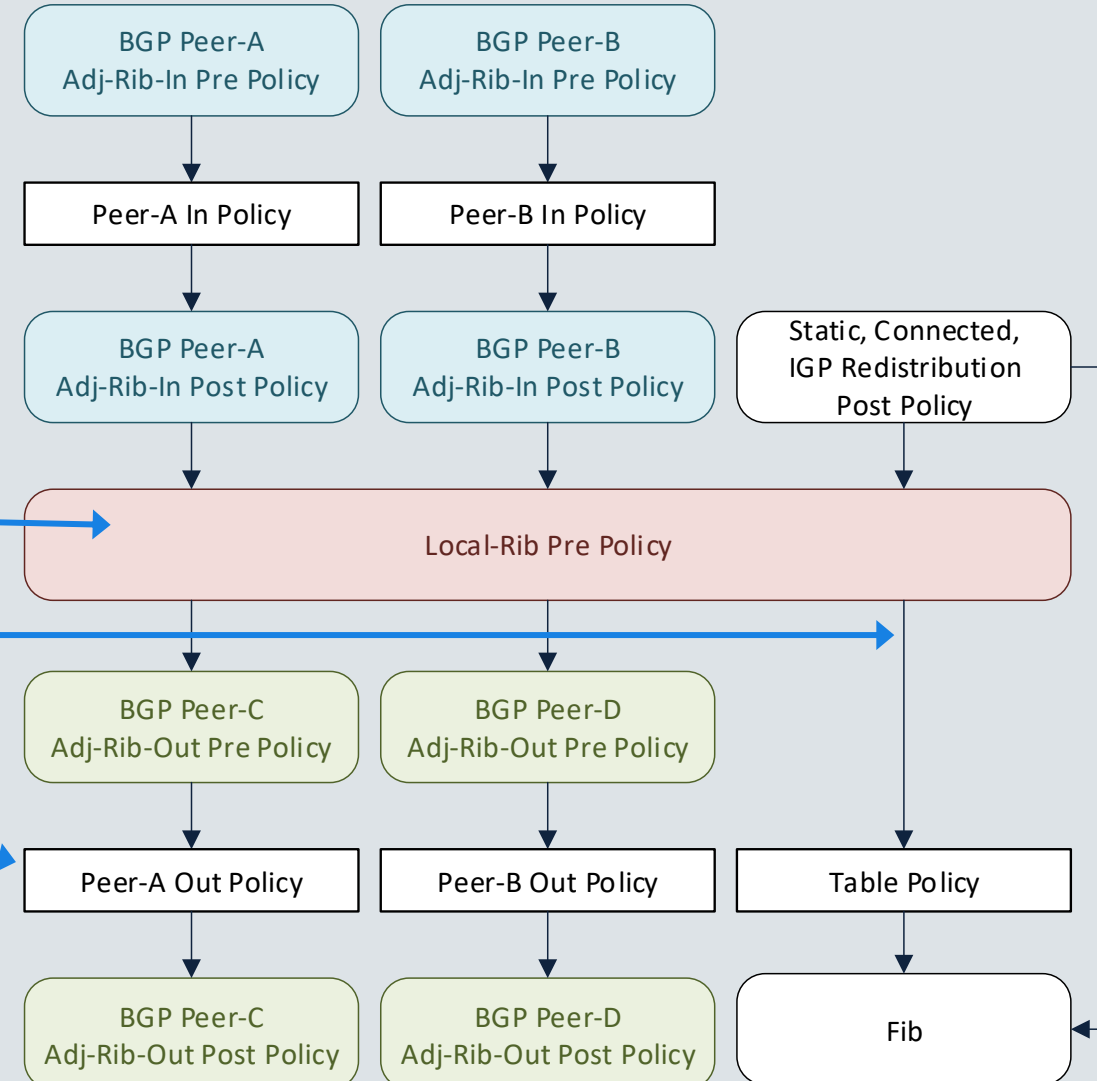 BGP Peer-A
Adj-Rib-In Pre Policy
BGP Peer-B
Adj-Rib-In Pre Policy
Peer-A In Policy
Peer-B In Policy
BGP Peer-A
Adj-Rib-In Post Policy
BGP Peer-B
Adj-Rib-In Post Policy
Static, Connected,
IGP Redistribution
Post Policy
Local-Rib Pre Policy
BGP Peer-C
Adj-Rib-Out Pre Policy
BGP Peer-D
Adj-Rib-Out Pre Policy
Peer-A Out Policy
Peer-B Out Policy
Table Policy
BGP Peer-C
Adj-Rib-Out Post Policy
BGP Peer-D
Adj-Rib-Out Post Policy
Fib